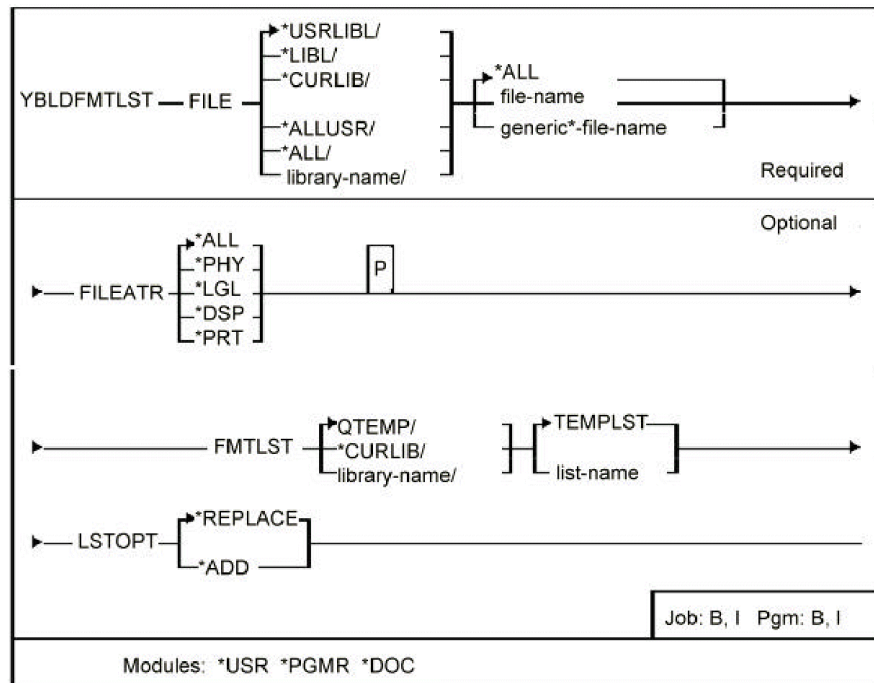 *USRLIBL/
*LIBL/
*CURLIB/
*ALLUSR/
*ALL/
library-name/
YBLDFMTLST
FILE
*ALL
file-name
generic*-file-name
Required
Optional
FILEATR
*ALL
*PHY
*LGL
*DSP
*PRT
P
FMTLST
QTEMP/
*CURLIB/
library-name/
TEMPLST
list-name
LSTOPT
*REPLACE
*ADD
Job: B, I Pgm: B, I
Modules: *USR *PGMR *DOC